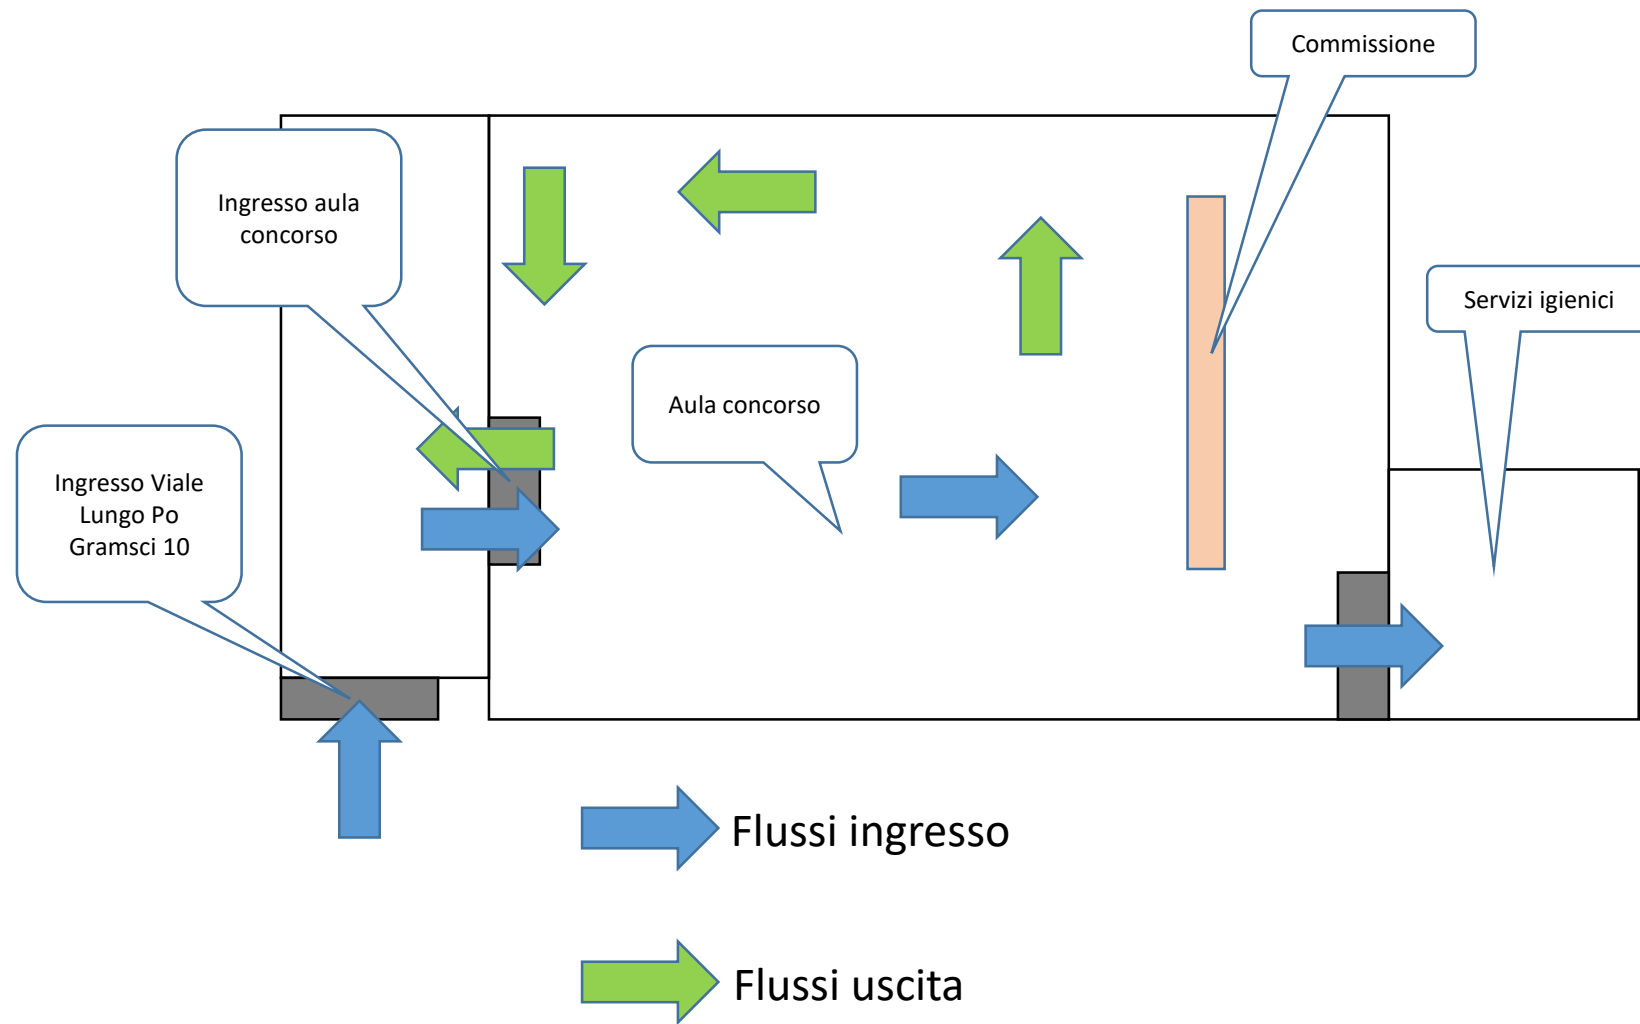 Commissione
Ingresso aula
concorso
Servizi igienici
Aula concorso
Ingresso Viale
Lungo Po
Gramsci 10
Flussi ingresso
Flussi uscita